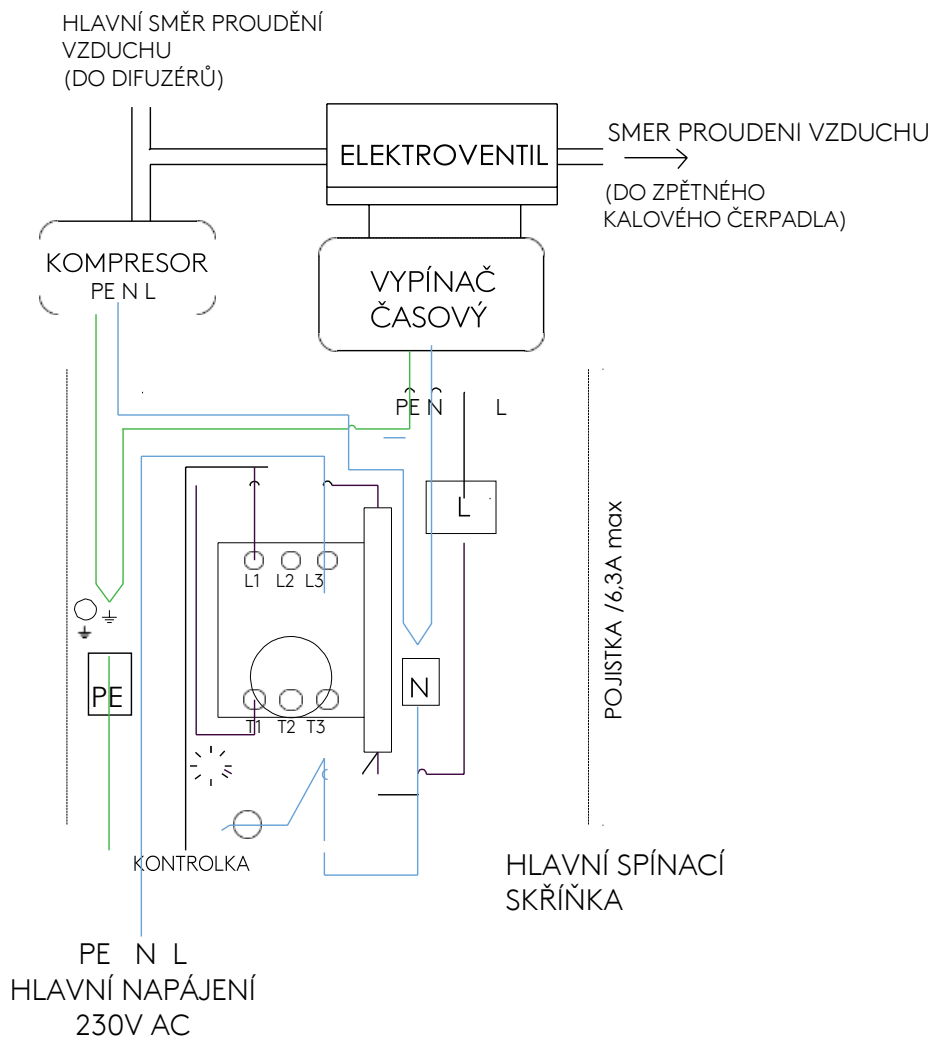 HLAVNÍ SMĚR PROUDĚNÍ
VZDUCHU
(DO DIFUZÉRŮ)
ELEKTROVENTIL
SMER PROUDENI VZDUCHU
(DO ZPĚTNÉHO
KALOVÉHO ČERPADLA)
KOMPRESOR
PE N L
VYPÍNAČ
ČASOVÝ
PE N L
L
L1 L2 L3
POJISTKA /6,3A max
PE
N
T1 T2 T3
KONTROLKA
HLAVNÍ SPÍNACÍ
SKŘÍŇKA
PE N L
HLAVNÍ NAPÁJENÍ
230V AC